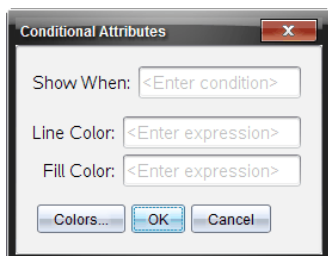 Conditional Attributes
Show When: <Enter condition>
Line Color: <Enter expression>
Fill Color: <Enter expression>
Colors... OK Cancel